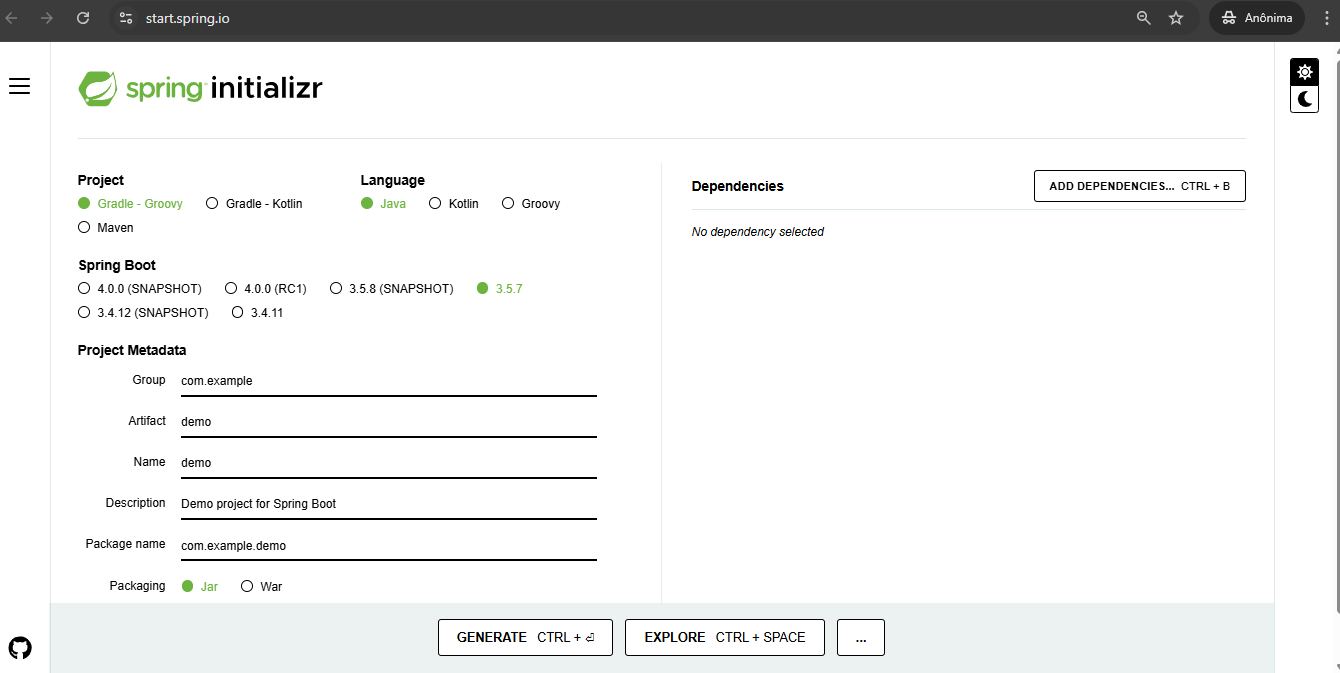 start.spring.io
Anônima
spring initializr
Project
Gradle - Groovy
Gradle - Kotlin
Maven
Language
Java
Kotlin
Groovy
Spring Boot
4.0.0 (SNAPSHOT)
4.0.0 (RC1)
3.5.8 (SNAPSHOT)
3.5.7
3.4.12 (SNAPSHOT)
3.4.11
Project Metadata
Group com.example
Artifact demo
Name demo
Description Demo project for Spring Boot
Package name com.example.demo
Packaging Jar War
Dependencies
ADD DEPENDENCIES... CTRL + B
No dependency selected
GENERATE CTRL + ⏎
EXPLORE CTRL + SPACE
...